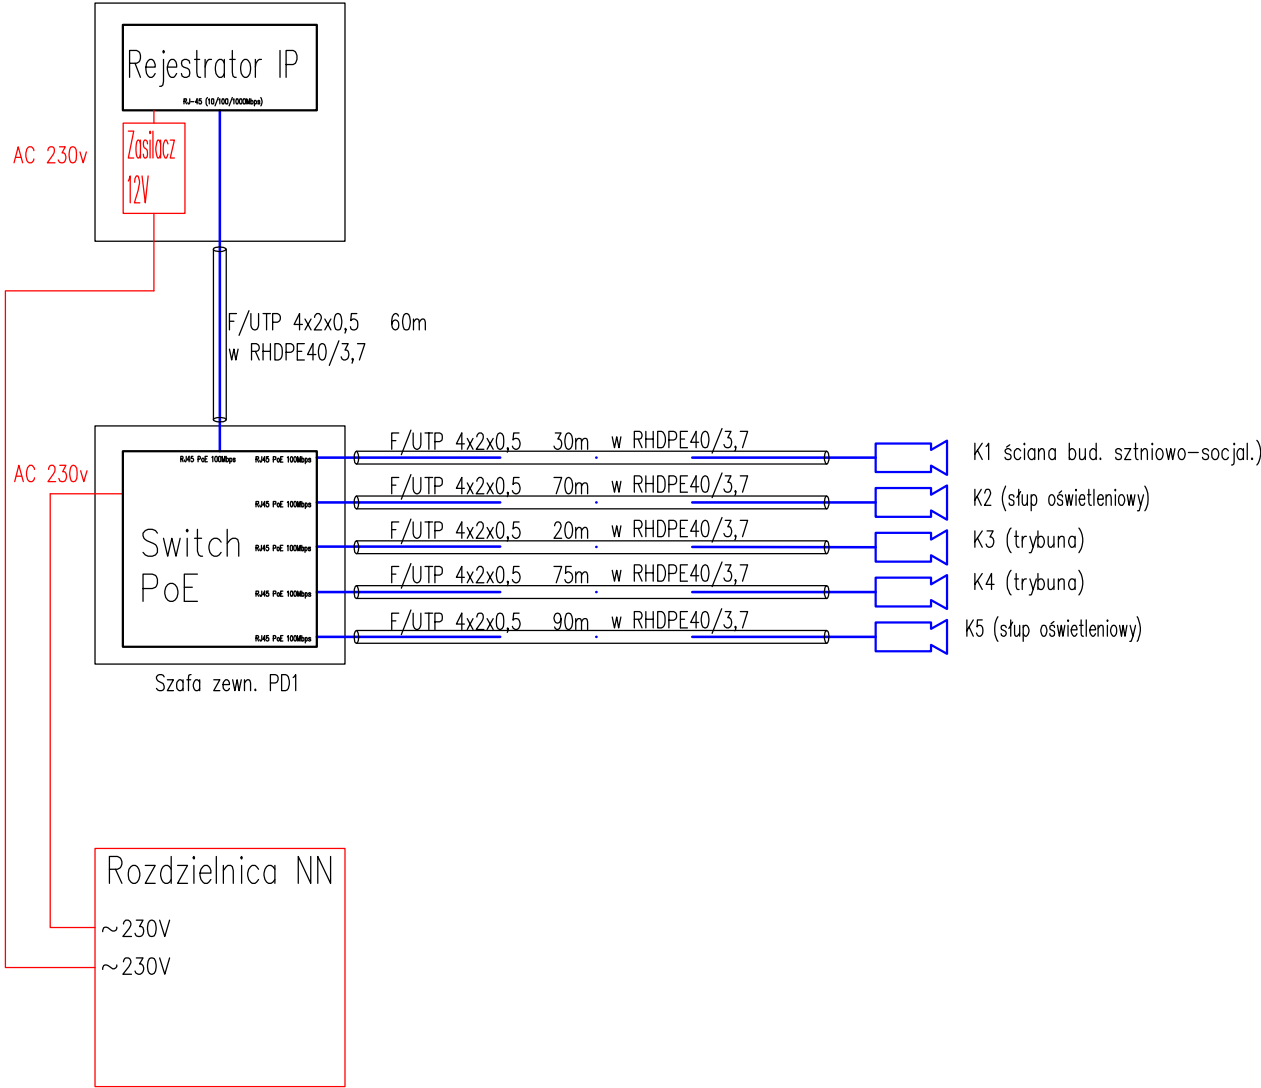 Rejestrator IP
RJ-45 (10/100/1000Mbps)
AC 230v
Zasilacz
12V
F/UTP 4x2x0,5 60m
w RHDPE40/3,7
AC 230v
RJ45 PoE 100Mbps
RJ45 PoE 100Mbps
F/UTP 4x2x0,5 30m w RHDPE40/3,7
K1 ściana bud. sztniowo-socjal.)
RJ45 PoE 100Mbps
F/UTP 4x2x0,5 70m w RHDPE40/3,7
K2 (słup oświetleniowy)
Switch
PoE
RJ45 PoE 100Mbps
F/UTP 4x2x0,5 20m w RHDPE40/3,7
K3 (trybuna)
RJ45 PoE 100Mbps
F/UTP 4x2x0,5 75m w RHDPE40/3,7
K4 (trybuna)
RJ45 PoE 100Mbps
F/UTP 4x2x0,5 90m w RHDPE40/3,7
K5 (słup oświetleniowy)
Szafa zewn. PD1
Rozdzielnica NN
~230V
~230V